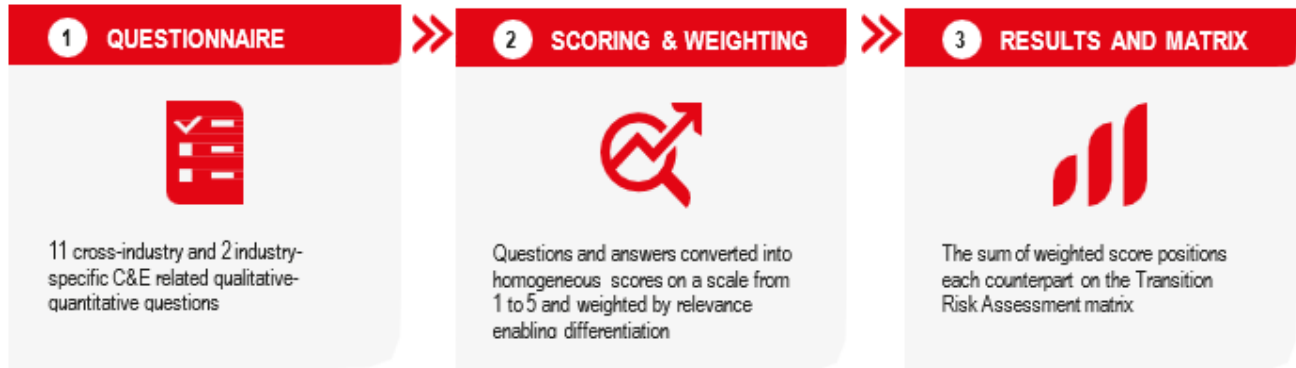 1 QUESTIONNAIRE
11 cross-industry and 2 industry-
specific C&E related qualitative-
quantitative questions
2 SCORING & WEIGHTING
Questions and answers converted into
homogeneous scores on a scale from
1 to 5 and weighted by relevance
enabling differentiation
3 RESULTS AND MATRIX
The sum of weighted score positions
each counterpart on the Transition
Risk Assessment matrix